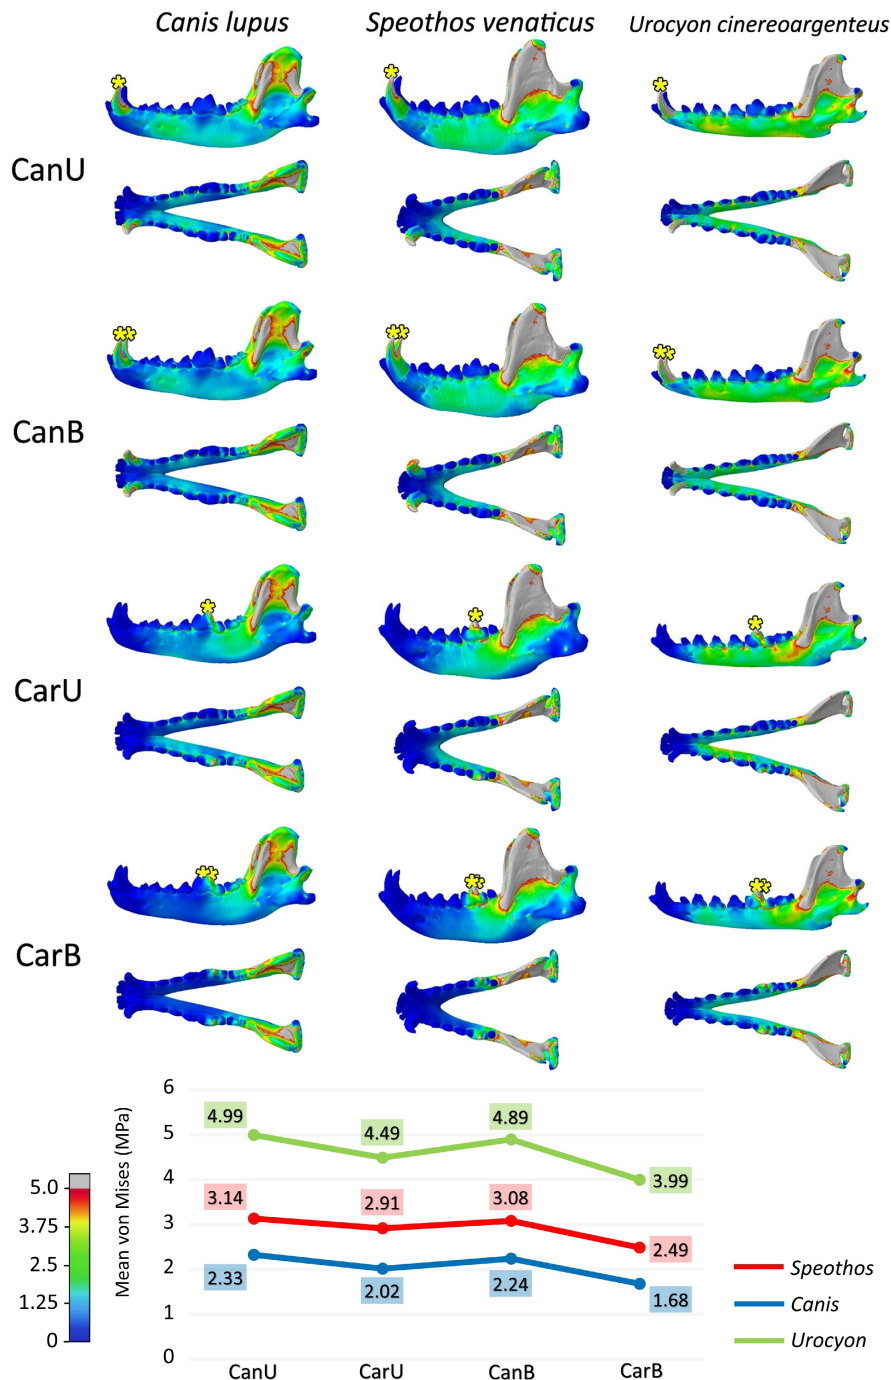 Canis lupus
Speothos venaticus
Urocyon cinereoargenteus
CanU
CanB
CarU
CarB
6
5
4
3
2
1
0
Mean von Mises (MPa)
5.0
3.75
2.5
1.25
0
4.99
4.49
4.89
3.99
3.14
2.91
3.08
2.49
2.33
2.02
2.24
1.68
CanU
CarU
CanB
CarB
Speothos
Canis
Urocyon